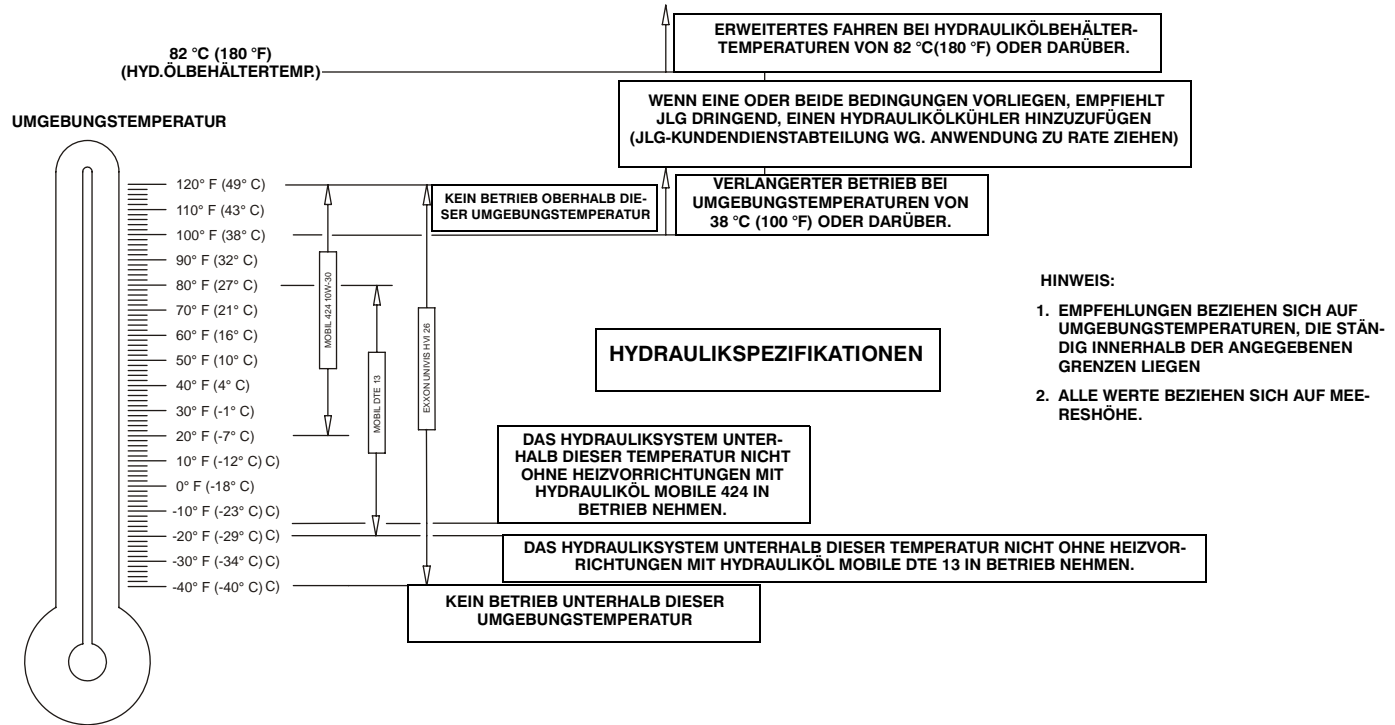 82 °C (180 °F)
(HYD.ÖLBEHÄLTERTEMP.)
ERWEITERTES FAHREN BEI HYDRAULIKÖLBEHÄLTER-
TEMPERATUREN VON 82 °C(180 °F) ODER DARÜBER.
WENN EINE ODER BEIDE BEDINGUNGEN VORLIEGEN, EMPFIEHLT
JLG DRINGEND, EINEN HYDRAULIKÖLKÜHLER HINZUZUFÜGEN
(JLG-KUNDENDIENSTABTEILUNG WG. ANWENDUNG ZU RATE ZIEHEN)
UMGEBUNGSTEMPERATUR
VERLANGERTER BETRIEB BEI
UMGEBUNGSTEMPERATUREN VON
38 °C (100 °F) ODER DARÜBER.
KEIN BETRIEB OBERHALB DIE-
SER UMGEBUNGSTEMPERATUR
120° F (49° C)
110° F (43° C)
100° F (38° C)
90° F (32° C)
80° F (27° C)
70° F (21° C)
60° F (16° C)
50° F (10° C)
40° F (4° C)
30° F (-1° C)
20° F (-7° C)
10° F (-12° C) C)
0° F (-18° C)
-10° F (-23° C) C)
-20° F (-29° C) C)
-30° F (-34° C) C)
-40° F (-40° C) C)
MOBIL 424 10W-30
MOBIL DTE 13
EXXON UNIVIS HVI 26
HYDRAULIKSPEZIFIKATIONEN
HINWEIS:
1. EMPFEHLUNGEN BEZIEHEN SICH AUF
UMGEBUNGSTEMPERATUREN, DIE STÄN-
DIG INNERHALB DER ANGEGEBENEN
GRENZEN LIEGEN
2. ALLE WERTE BEZIEHEN SICH AUF MEE-
RESHÖHE.
DAS HYDRAULIKSYSTEM UNTER-
HALB DIESER TEMPERATUR NICHT
OHNE HEIZVORRICHTUNGEN MIT
HYDRAULIKÖL MOBILE 424 IN
BETRIEB NEHMEN.
DAS HYDRAULIKSYSTEM UNTERHALB DIESER TEMPERATUR NICHT OHNE HEIZVOR-
RICHTUNGEN MIT HYDRAULIKÖL MOBILE DTE 13 IN BETRIEB NEHMEN.
KEIN BETRIEB UNTERHALB DIESER
UMGEBUNGSTEMPERATUR